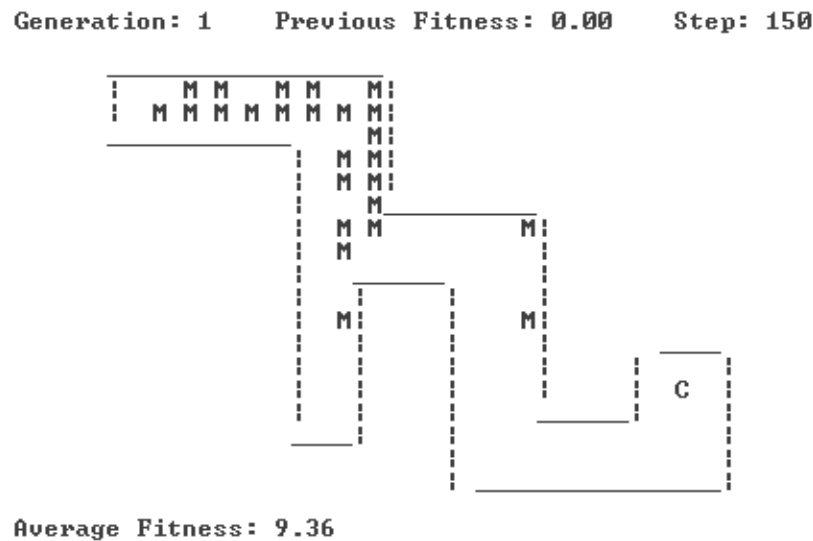 Generation: 1 Previous Fitness: 0.00 Step: 150
M M M M M
M M M M M M M M
M
M M
M M
M
M M M
M
M M
C
Average Fitness: 9.36